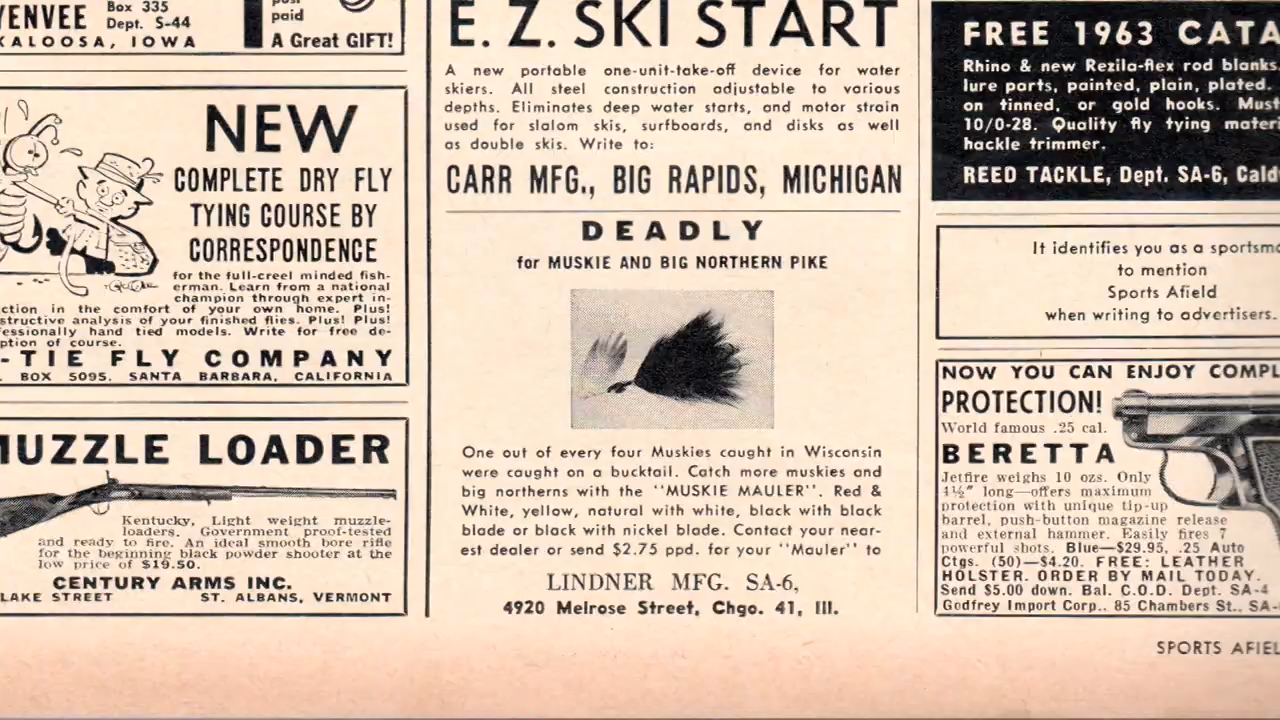 VENVEE
Box 335
Dept. S-44
KALOOSA, IOWA
paid
A Great GIFT!
NEW
COMPLETE DRY FLY
TYING COURSE BY
CORRESPONDENCE
for the full-creel minded fish-
erman. Learn from a national
champion through expert in-
ction in the comfort of your own home. Plus!
structive analysis of your finished flies. Plus! Plus!
fessionally hand tied models. Write for free de-
ption of course.
-TIE FLY COMPANY
BOX 5095, SANTA BARBARA, CALIFORNIA
MUZZLE LOADER
Kentucky, Light weight muzzle-
loaders. Government proof-tested
and ready to fire. An ideal smooth bore rifle
for the beginning black powder shooter at the
low price of $19.50.
CENTURY ARMS INC.
LAKE STREET ST. ALBANS, VERMONT
E. Z. SKI START
A new portable one-unit-take-off device for water
skiers. All steel construction adjustable to various
depths. Eliminates deep water starts, and motor strain
used for slalom skis, surfboards, and disks as well
as double skis. Write to:
CARR MFG., BIG RAPIDS, MICHIGAN
DEADLY
for MUSKIE AND BIG NORTHERN PIKE
One out of every four Muskies caught in Wisconsin
were caught on a bucktail. Catch more muskies and
big northerns with the "MUSKIE MAULER". Red &
White, yellow, natural with white, black with black
blade or black with nickel blade. Contact your near-
est dealer or send $2.75 ppd. for your "Mauler" to
LINDNER MFG. SA-6,
4920 Melrose Street, Chgo. 41, Ill.
FREE 1963 CATA
Rhino & new Rezila-flex rod blanks.
lure parts, painted, plain, plated.
on tinned, or gold hooks. Must
10/0-28. Quality fly tying materi
hackle trimmer.
REED TACKLE, Dept. SA-6, Cald
It identifies you as a sportsma
to mention
Sports Afield
when writing to advertisers.
NOW YOU CAN ENJOY COMPL
PROTECTION!
World famous .25 cal.
BERETTA
Jetfire weighs 10 ozs. Only
4½" long—offers maximum
protection with unique tip-up
barrel, push-button magazine release
and external hammer. Easily fires 7
powerful shots. Blue—$29.95, .25 Auto
Ctgs. (50)—$4.20. FREE: LEATHER
HOLSTER. ORDER BY MAIL TODAY.
Send $5.00 down. Bal. C.O.D. Dept. SA-4
Godfrey Import Corp., 85 Chambers St., SA-
SPORTS AFIEL